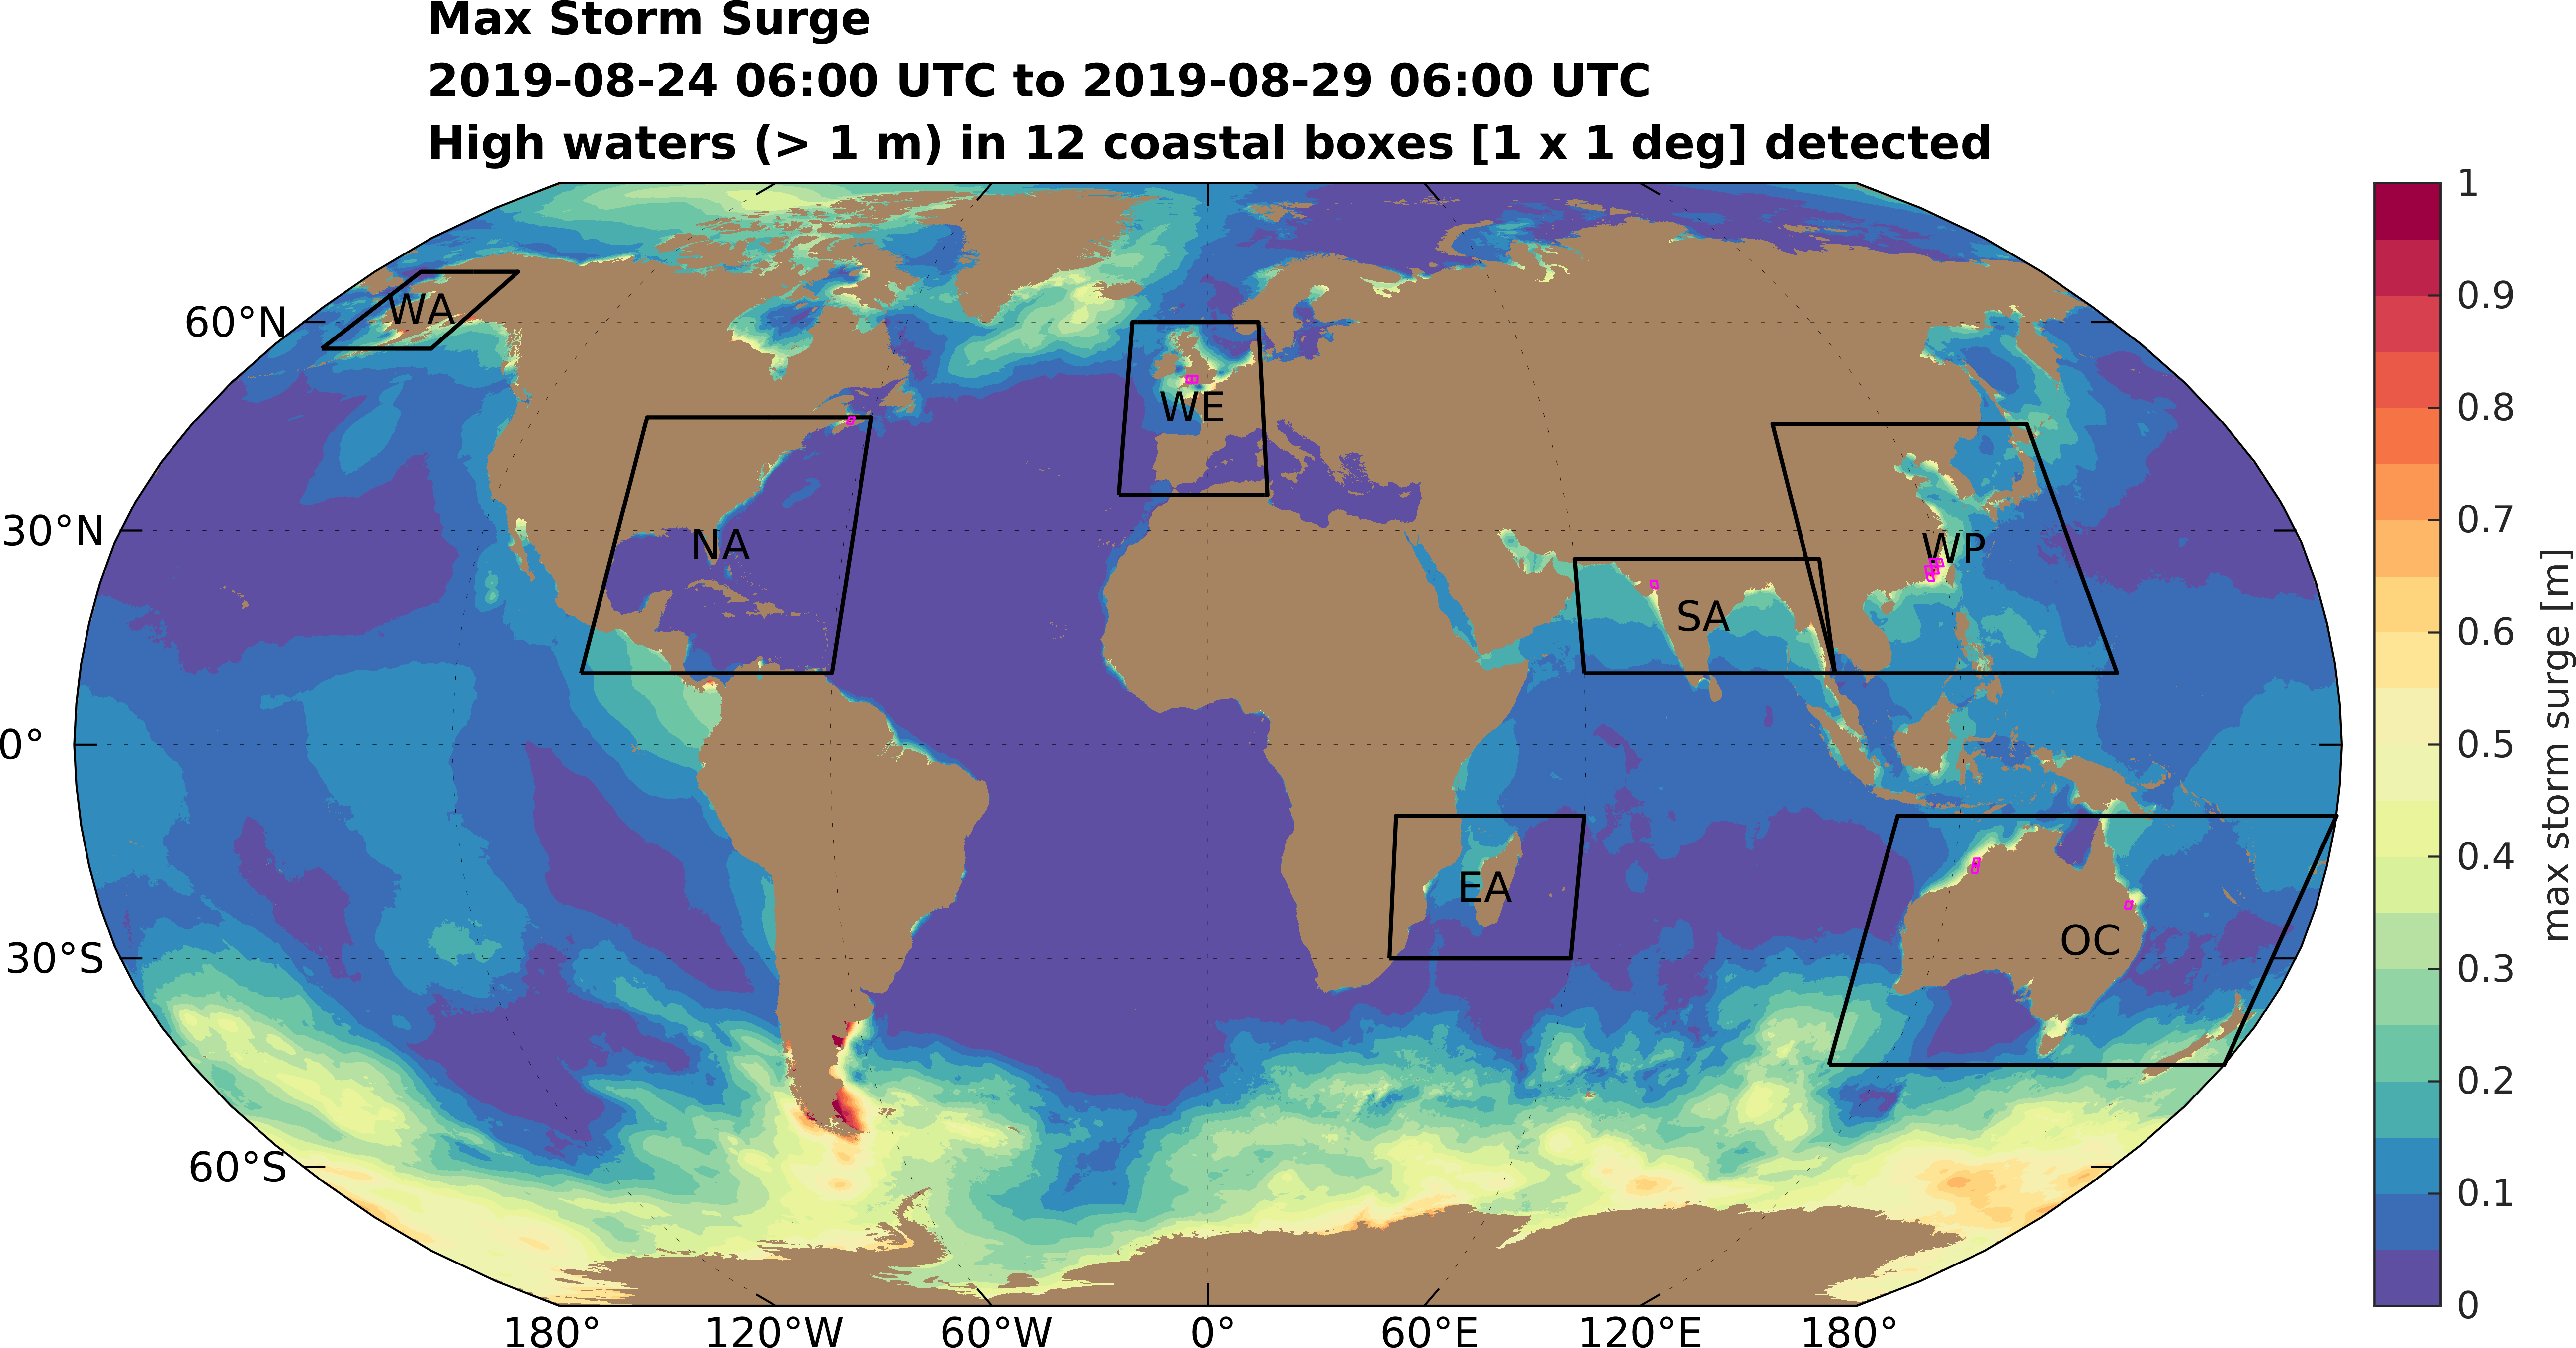 Max Storm Surge
2019-08-24 06:00 UTC to 2019-08-29 06:00 UTC
High waters (> 1 m) in 12 coastal boxes [1 x 1 deg] detected
60°N
30°N
0°
30°S
60°S
WA
NA
WE
SA
WP
EA
OC
180°
120°W
60°W
0°
60°E
120°E
180°
1
0.9
0.8
0.7
0.6
0.5
0.4
0.3
0.2
0.1
0
max storm surge [m]